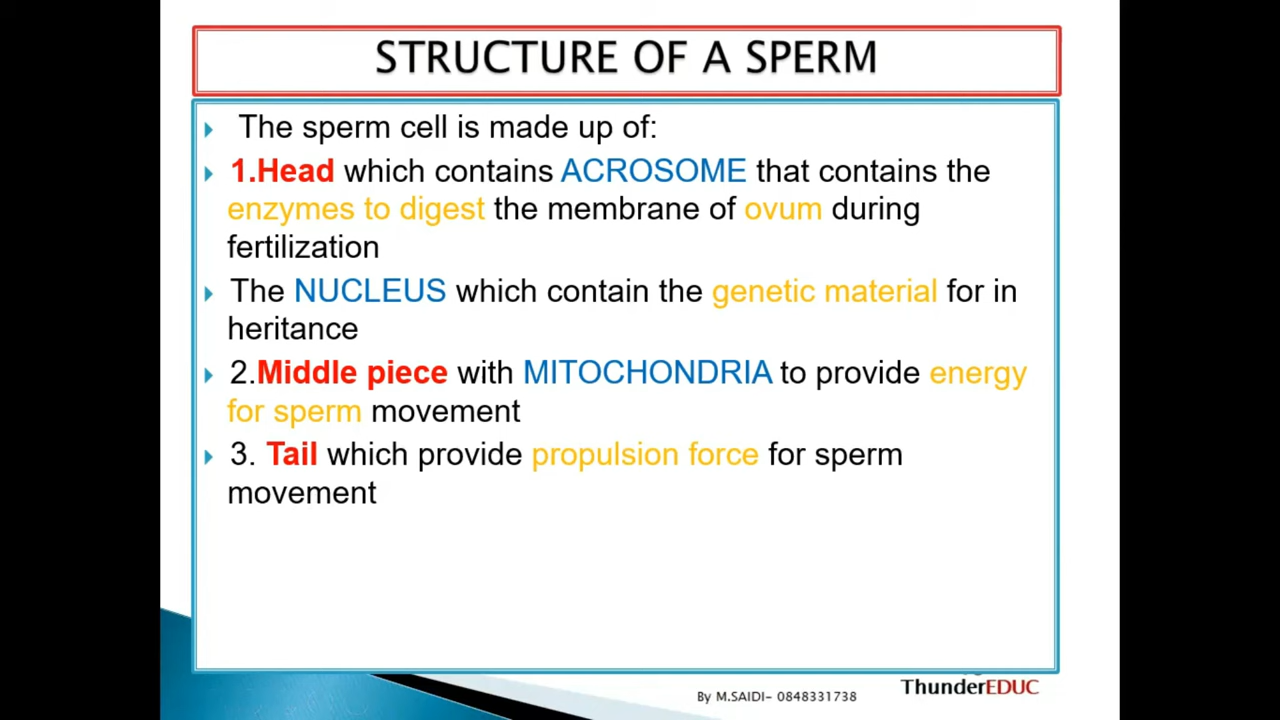 STRUCTURE OF A SPERM
The sperm cell is made up of:
1.Head which contains ACROSOME that contains the
enzymes to digest the membrane of ovum during
fertilization
The NUCLEUS which contain the genetic material for in
heritance
2.Middle piece with MITOCHONDRIA to provide energy
for sperm movement
3. Tail which provide propulsion force for sperm
movement
By M.SAIDI- 0848331738
ThunderEDUC